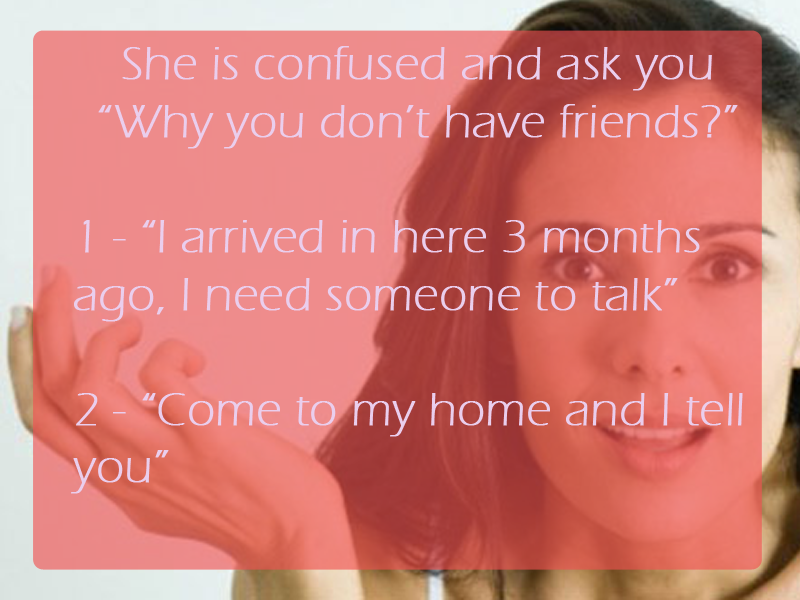 She is confused and ask you
“Why you don’t have friends?”
1 - “I arrived in here 3 months
ago, I need someone to talk”
2 - “Come to my home and I tell
you”